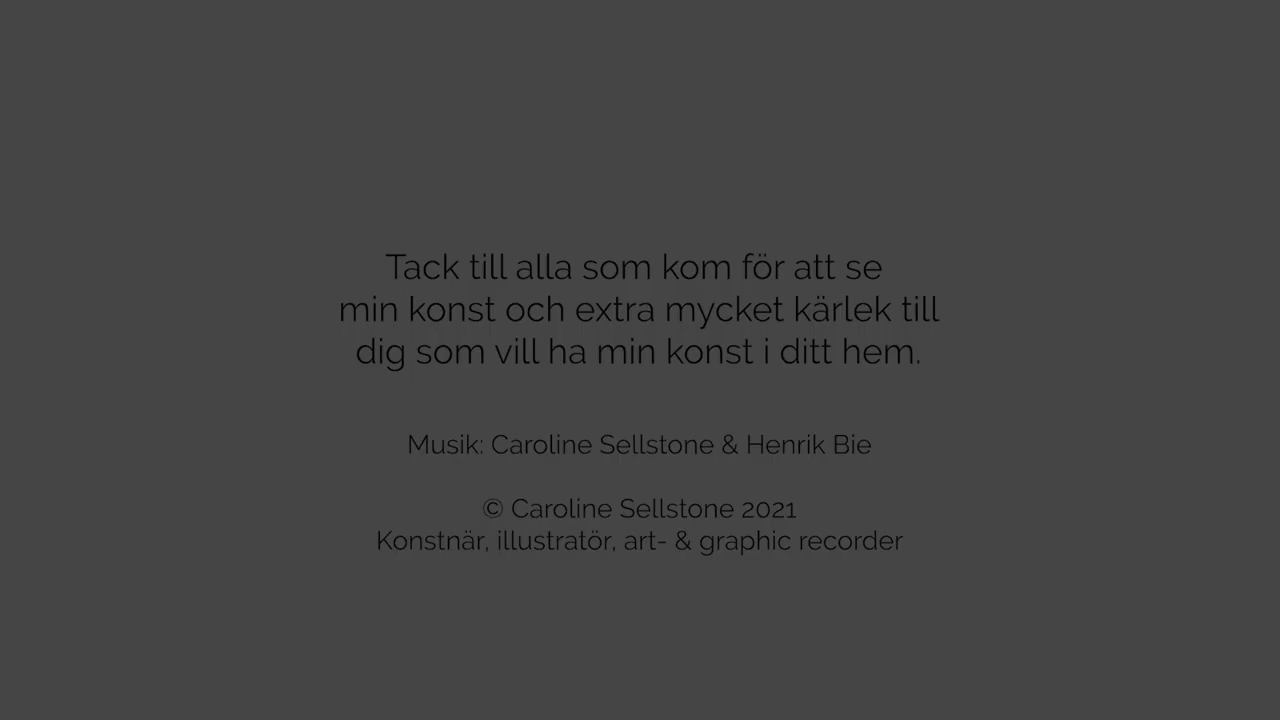 Tack till alla som kom för att se
min konst och extra mycket kärlek till
dig som vill ha min konst i ditt hem.
Musik: Caroline Sellstone & Henrik Bie
© Caroline Sellstone 2021
Konstnär, illustratör, art- & graphic recorder